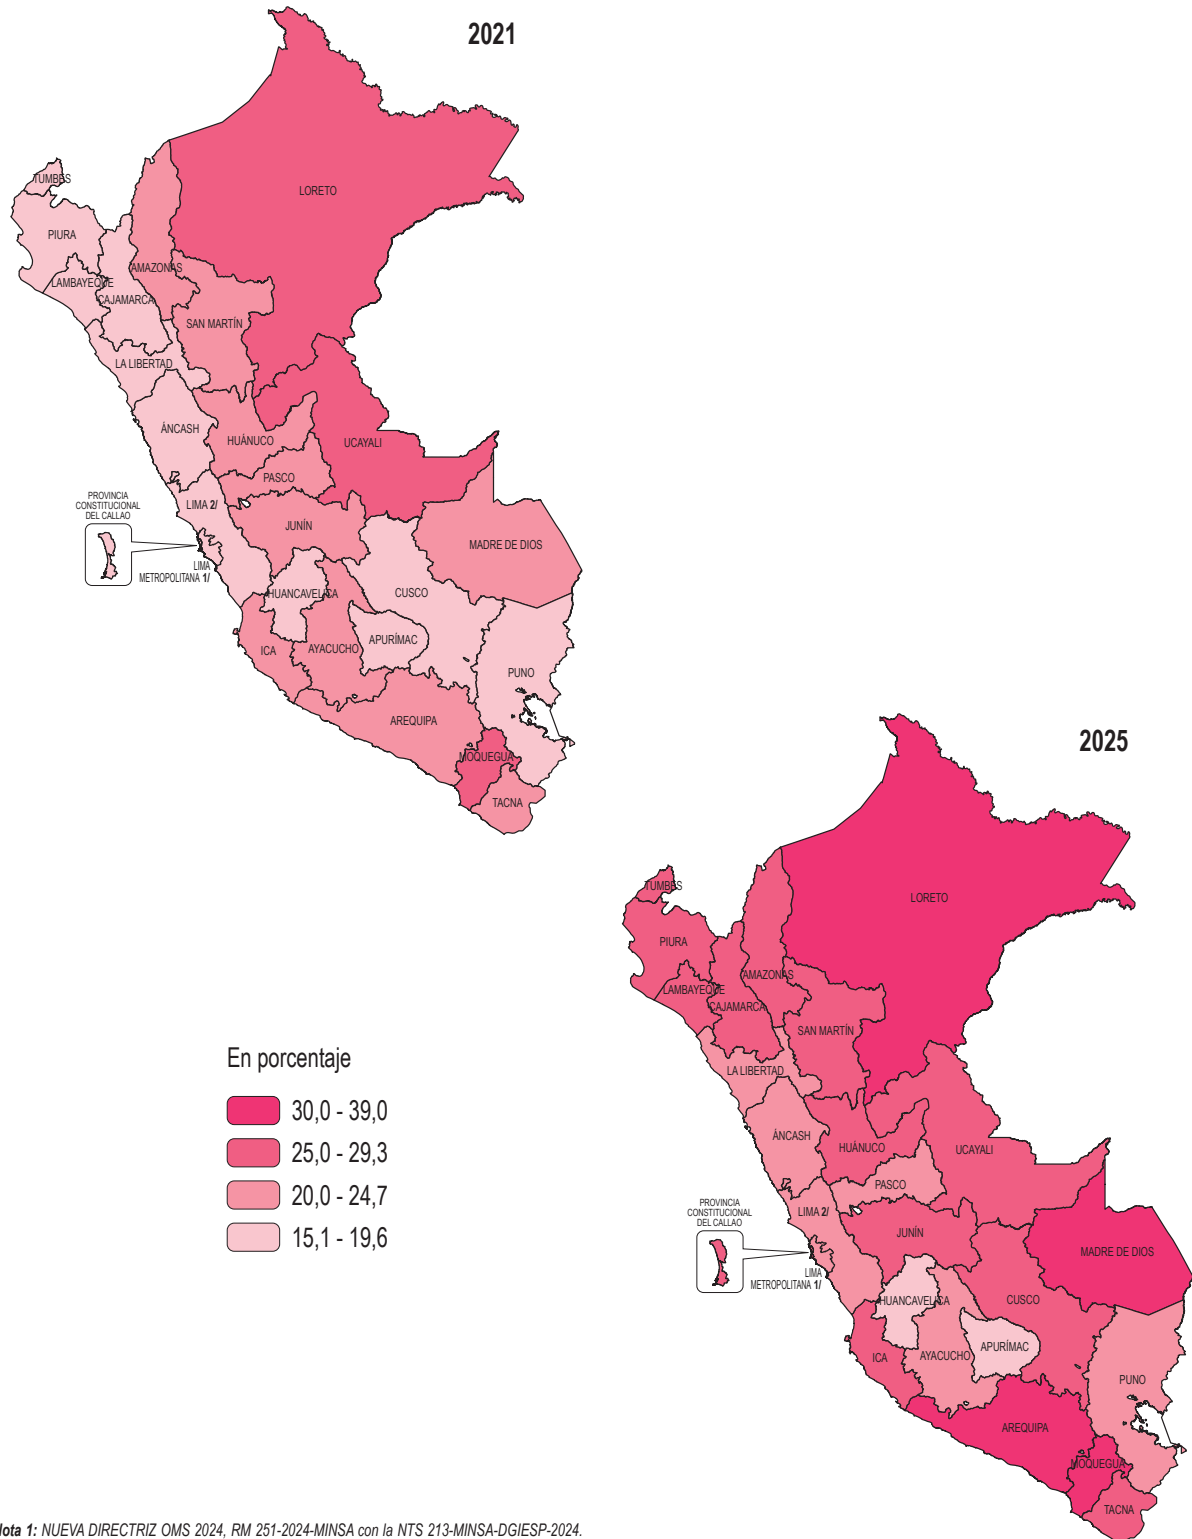 2021
TUMBES
PIURA
LORETO
LAMBAYEQUE
AMAZONAS
CAJAMARCA
SAN MARTÍN
LA LIBERTAD
ÁNCASH
HUÁNUCO
UCAYALI
PASCO
PROVINCIA
CONSTITUCIONAL
DEL CALLAO
LIMA 2/
JUNÍN
MADRE DE DIOS
LIMA
METROPOLITANA 1/
HUANCAVELICA
CUSCO
ICA
AYACUCHO
APURÍMAC
PUNO
AREQUIPA
MOQUEGUA
TACNA
2025
TUMBES
PIURA
LORETO
LAMBAYEQUE
AMAZONAS
CAJAMARCA
SAN MARTÍN
LA LIBERTAD
ÁNCASH
HUÁNUCO
UCAYALI
PASCO
PROVINCIA
CONSTITUCIONAL
DEL CALLAO
LIMA 2/
JUNÍN
MADRE DE DIOS
LIMA
METROPOLITANA 1/
HUANCAVELICA
CUSCO
ICA
AYACUCHO
APURÍMAC
PUNO
AREQUIPA
MOQUEGUA
TACNA
En porcentaje
30,0 - 39,0
25,0 - 29,3
20,0 - 24,7
15,1 - 19,6
lota 1: NUEVA DIRECTRIZ OMS 2024, RM 251-2024-MINSA con la NTS 213-MINSA-DGIESP-2024.